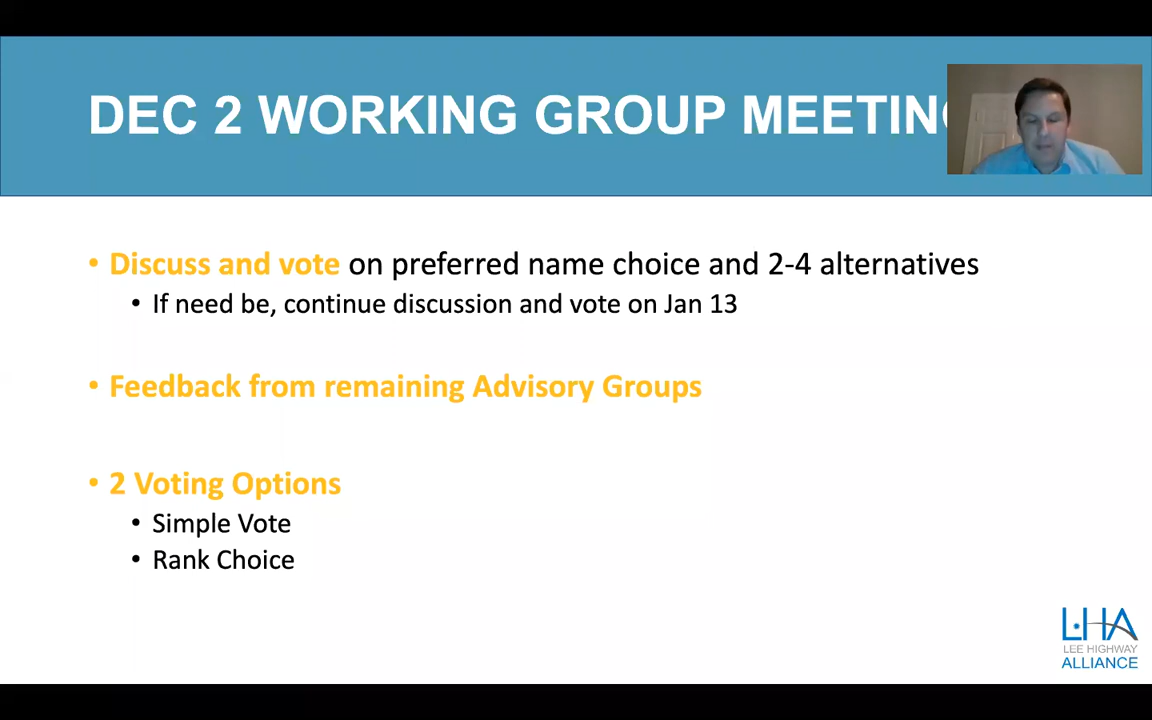 DEC 2 WORKING GROUP MEETING
• Discuss and vote on preferred name choice and 2-4 alternatives
• If need be, continue discussion and vote on Jan 13
• Feedback from remaining Advisory Groups
• 2 Voting Options
• Simple Vote
• Rank Choice
LHA
LEE HIGHWAY
ALLIANCE